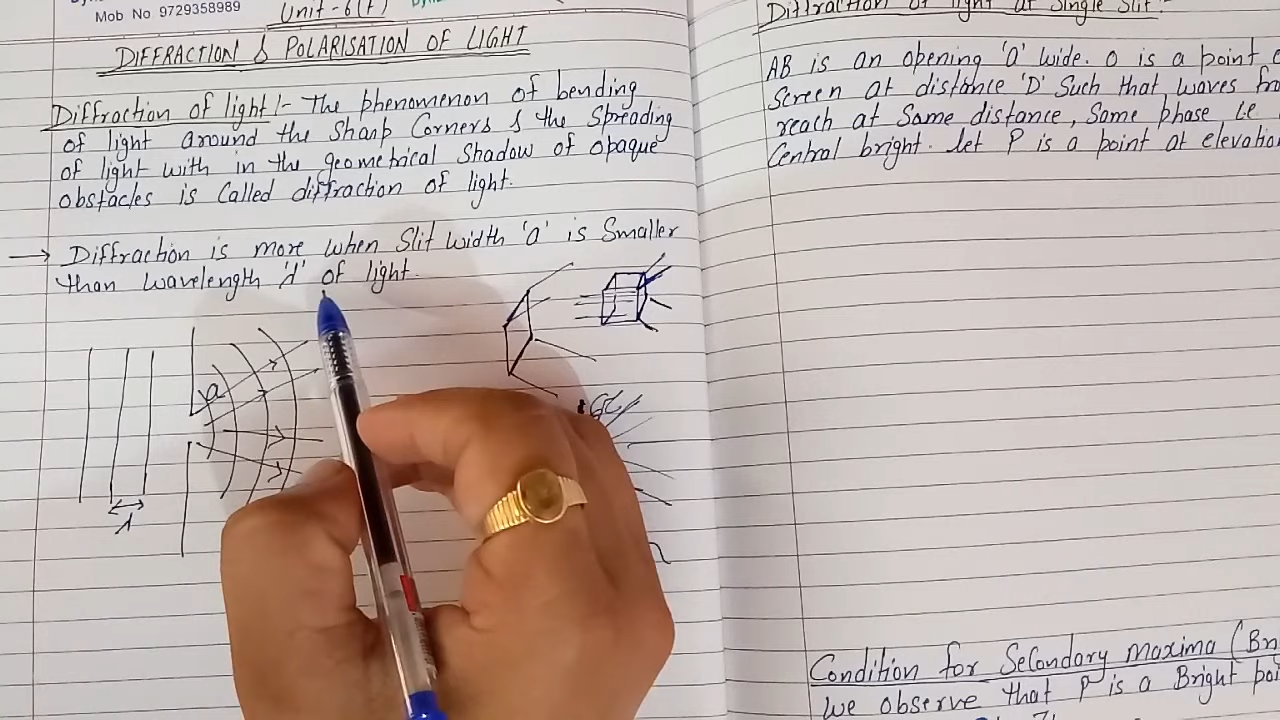 Mob No 9729358989
Unit-6(F)
DIFFRACTION & POLARISATION OF LIGHT
Diffraction of light :- The phenomenon of bending
of light around the Sharp Corners & the Spreading
of light with in the geometrical Shadow of opaque
obstacles is Called diffraction of light.
→ Diffraction is more when Slit width 'a' is Smaller
than wavelength 'λ' of light.
a
λ
Diffraction of light at Single Slit:-
AB is an opening 'a' wide. O is a point
Screen at distance 'D' Such that waves
reach at Same distance, Same phase, i.e
Central bright. Let P is a point at
Condition for Secondary maxima
we observe that P is a Bright